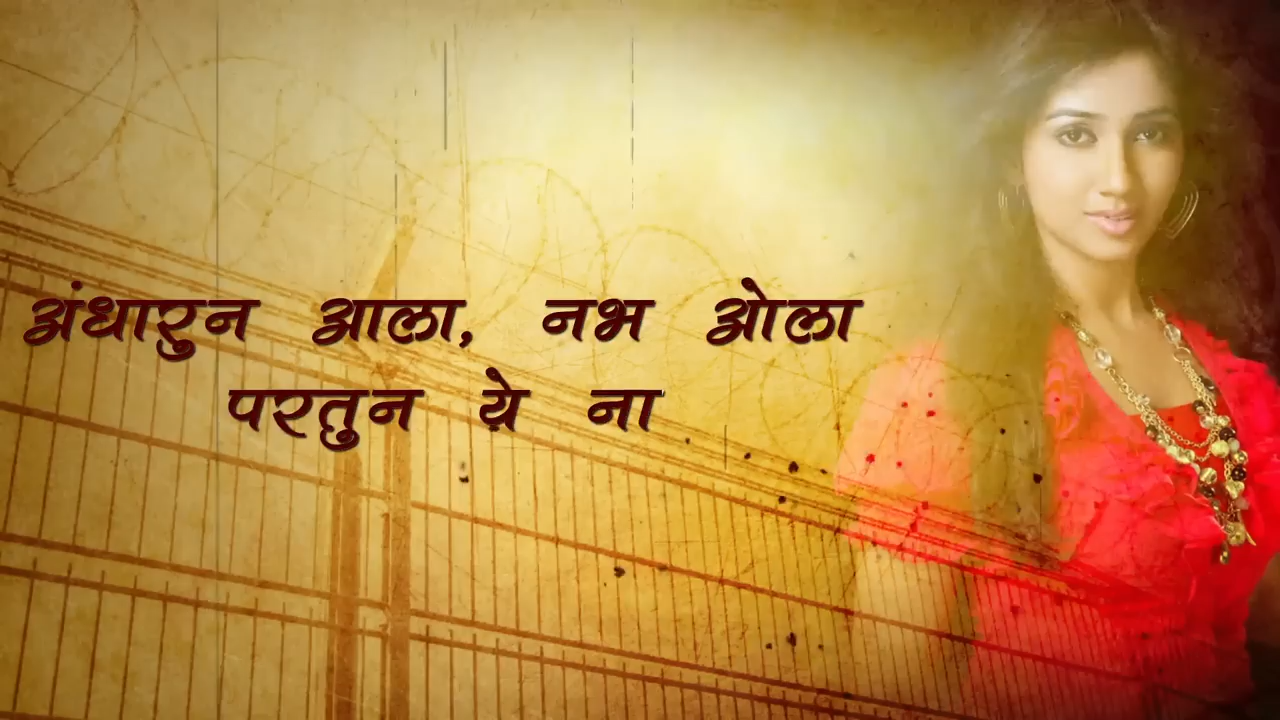 अंधारुन आला, नभ ओला
परतुन ये ना